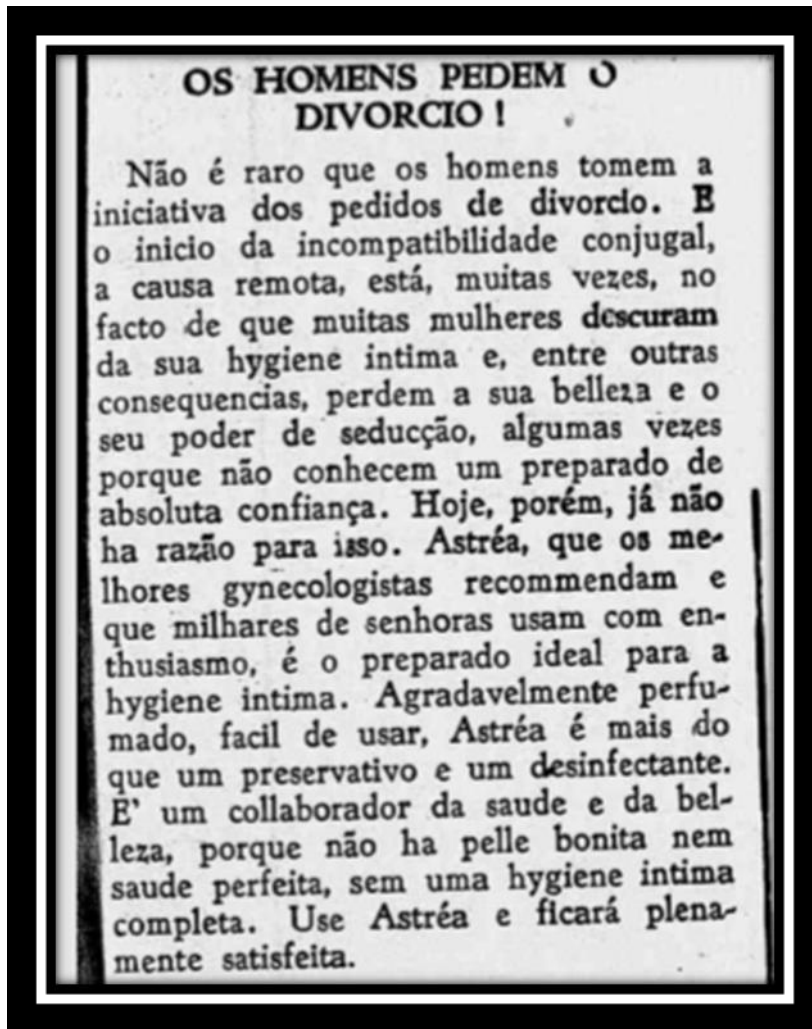 OS HOMENS PEDEM O
DIVORCIO !
Não é raro que os homens tomem a
iniciativa dos pedidos de divorcio. E
o inicio da incompatibilidade conjugal,
a causa remota, está, muitas vezes, no
facto de que muitas mulheres descuram
da sua hygiene intima e, entre outras
consequencias, perdem a sua belleza e o
seu poder de seducção, algumas vezes
porque não conhecem um preparado de
absoluta confiança. Hoje, porém, já não
ha razão para isso. Astréa, que os me-
lhores gynecologistas recommendam e
que milhares de senhoras usam com en-
thusiasmo, é o preparado ideal para a
hygiene intima. Agradavelmente perfu-
mado, facil de usar, Astréa é mais do
que um preservativo e um desinfectante.
E' um collaborador da saude e da bel-
leza, porque não ha pelle bonita nem
saude perfeita, sem uma hygiene intima
completa. Use Astréa e ficará plena-
mente satisfeita.